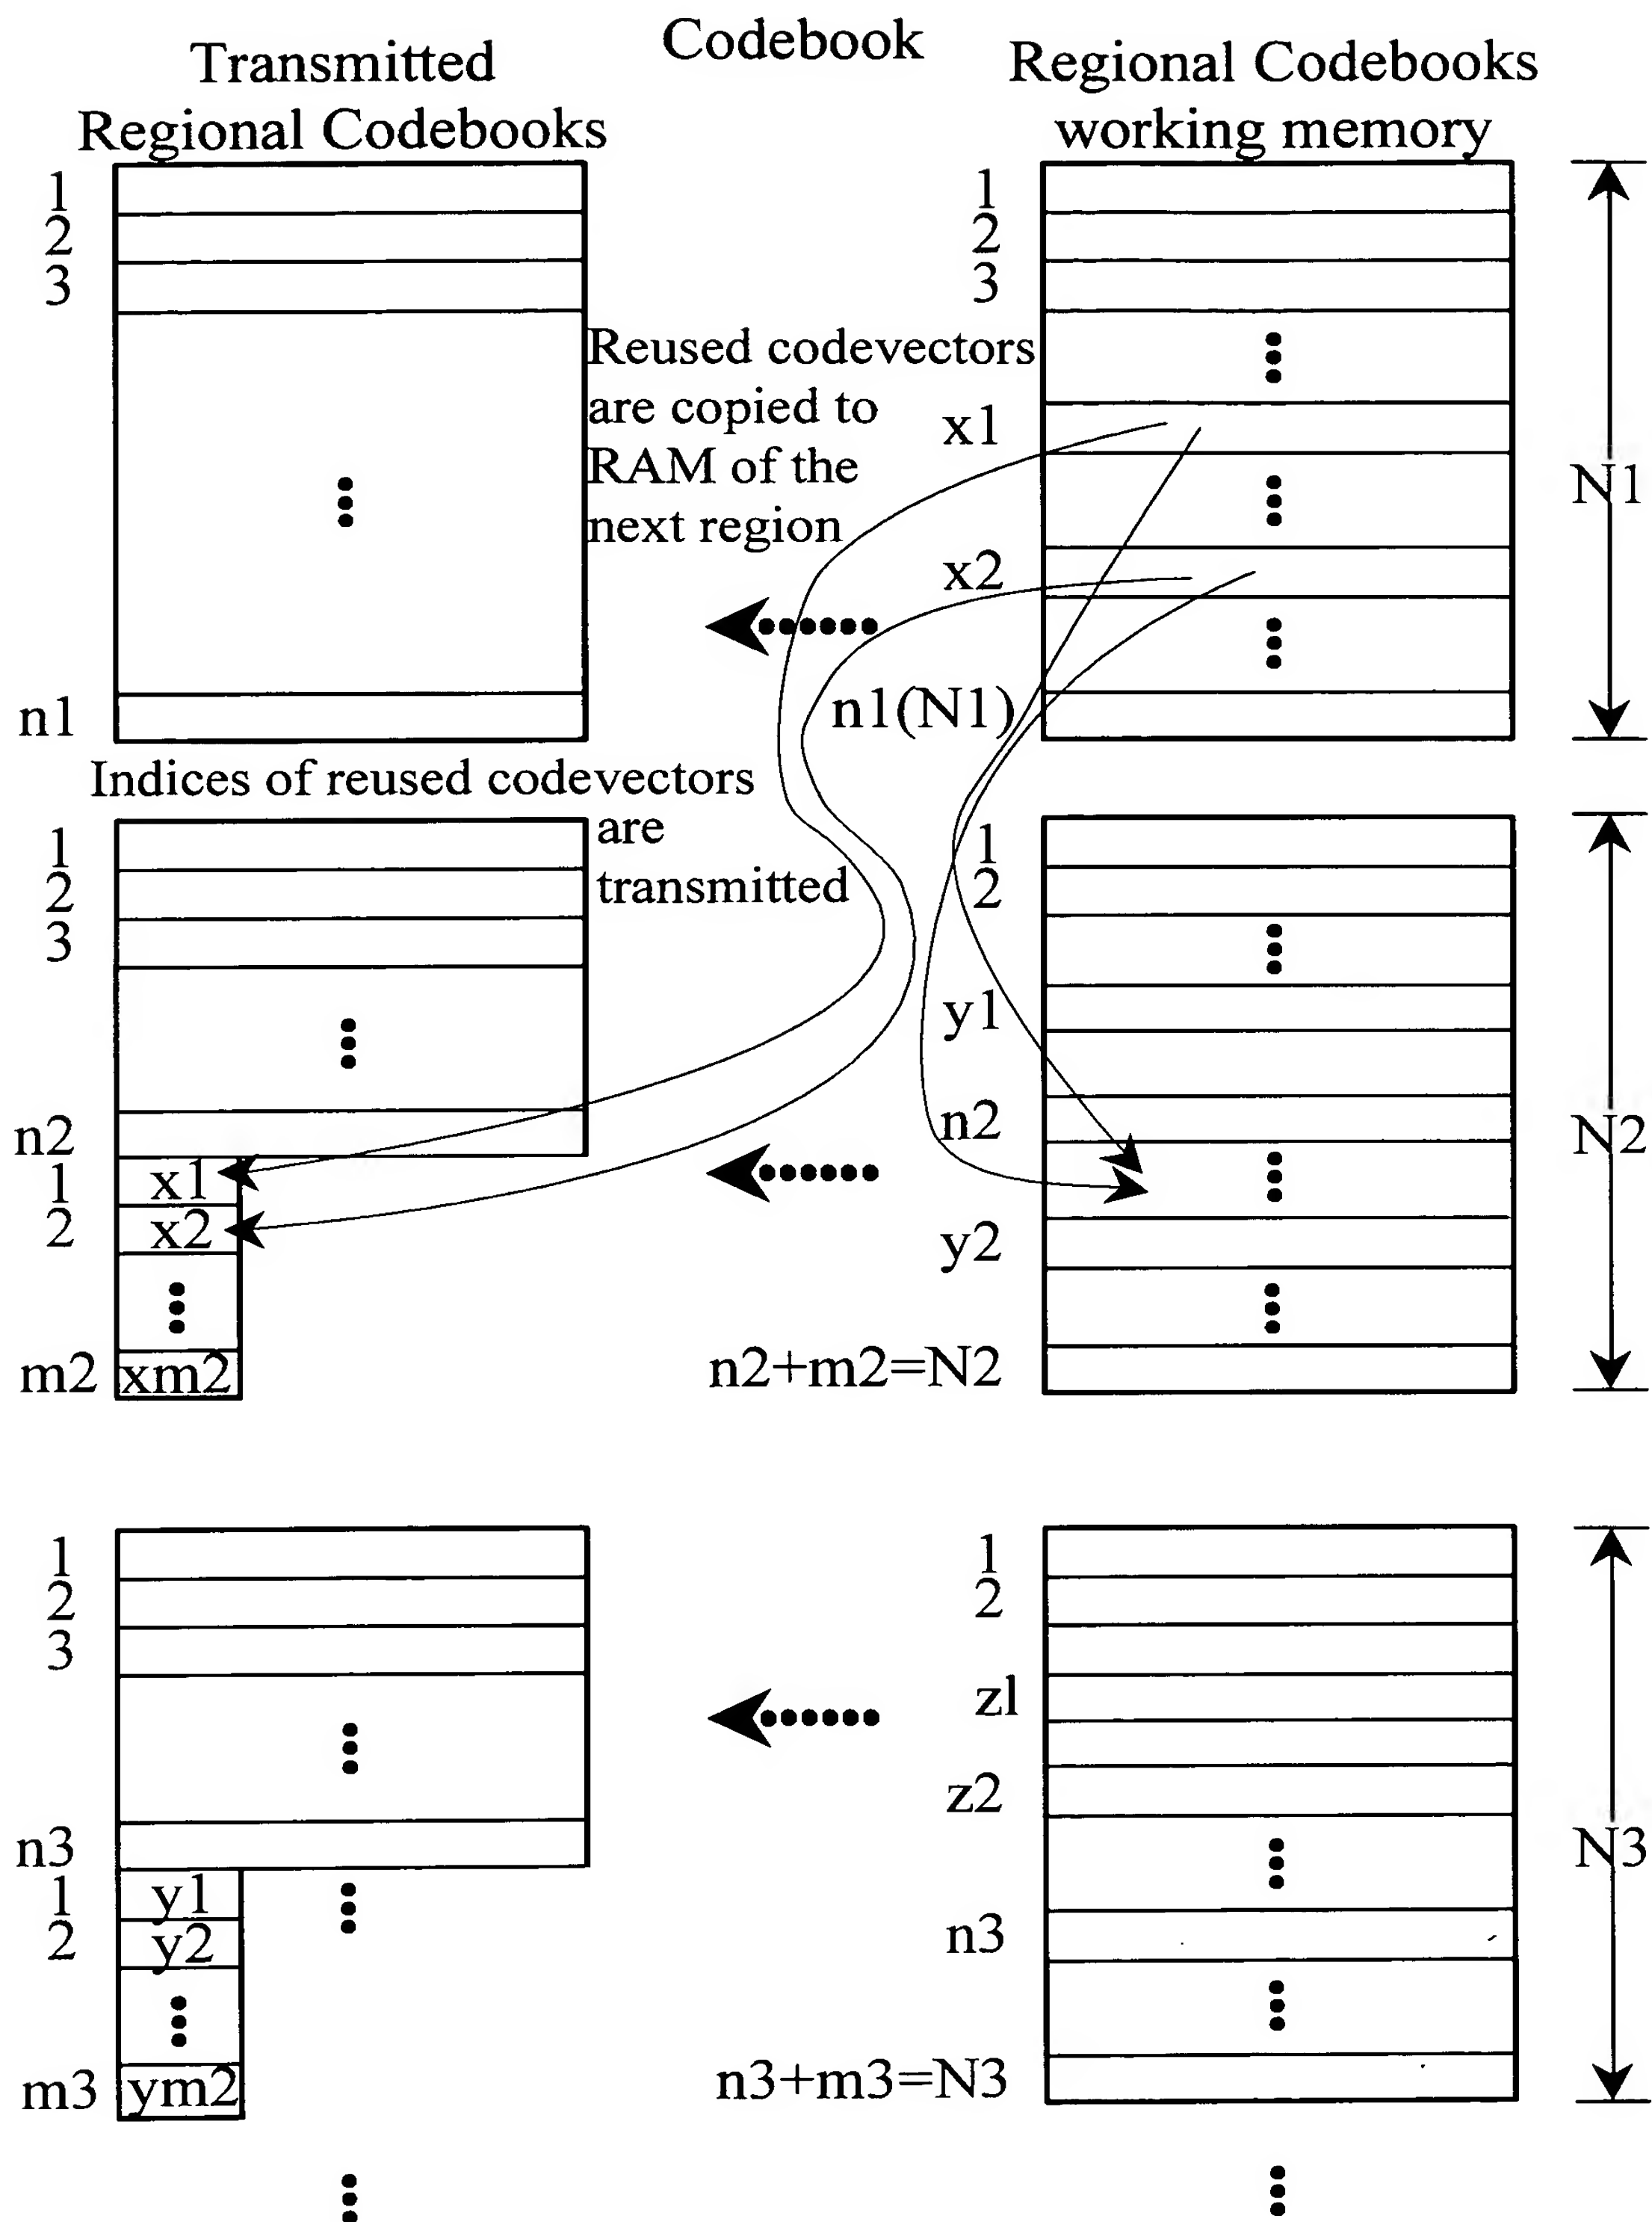 Codebook
Transmitted
Regional Codebooks
Regional Codebooks
working memory
1
2
3
n1
Reused codevectors
are copied to
RAM of the
next region
1
2
3
x1
x2
n1(N1)
N1
Indices of reused codevectors
are
transmitted
1
2
3
n2
1 x1
2 x2
m2 xm2
1
2
y1
n2
y2
n2+m2=N2
N2
1
2
3
n3
1 y1
2 y2
m3 ym2
1
2
z1
z2
n3
n3+m3=N3
N3